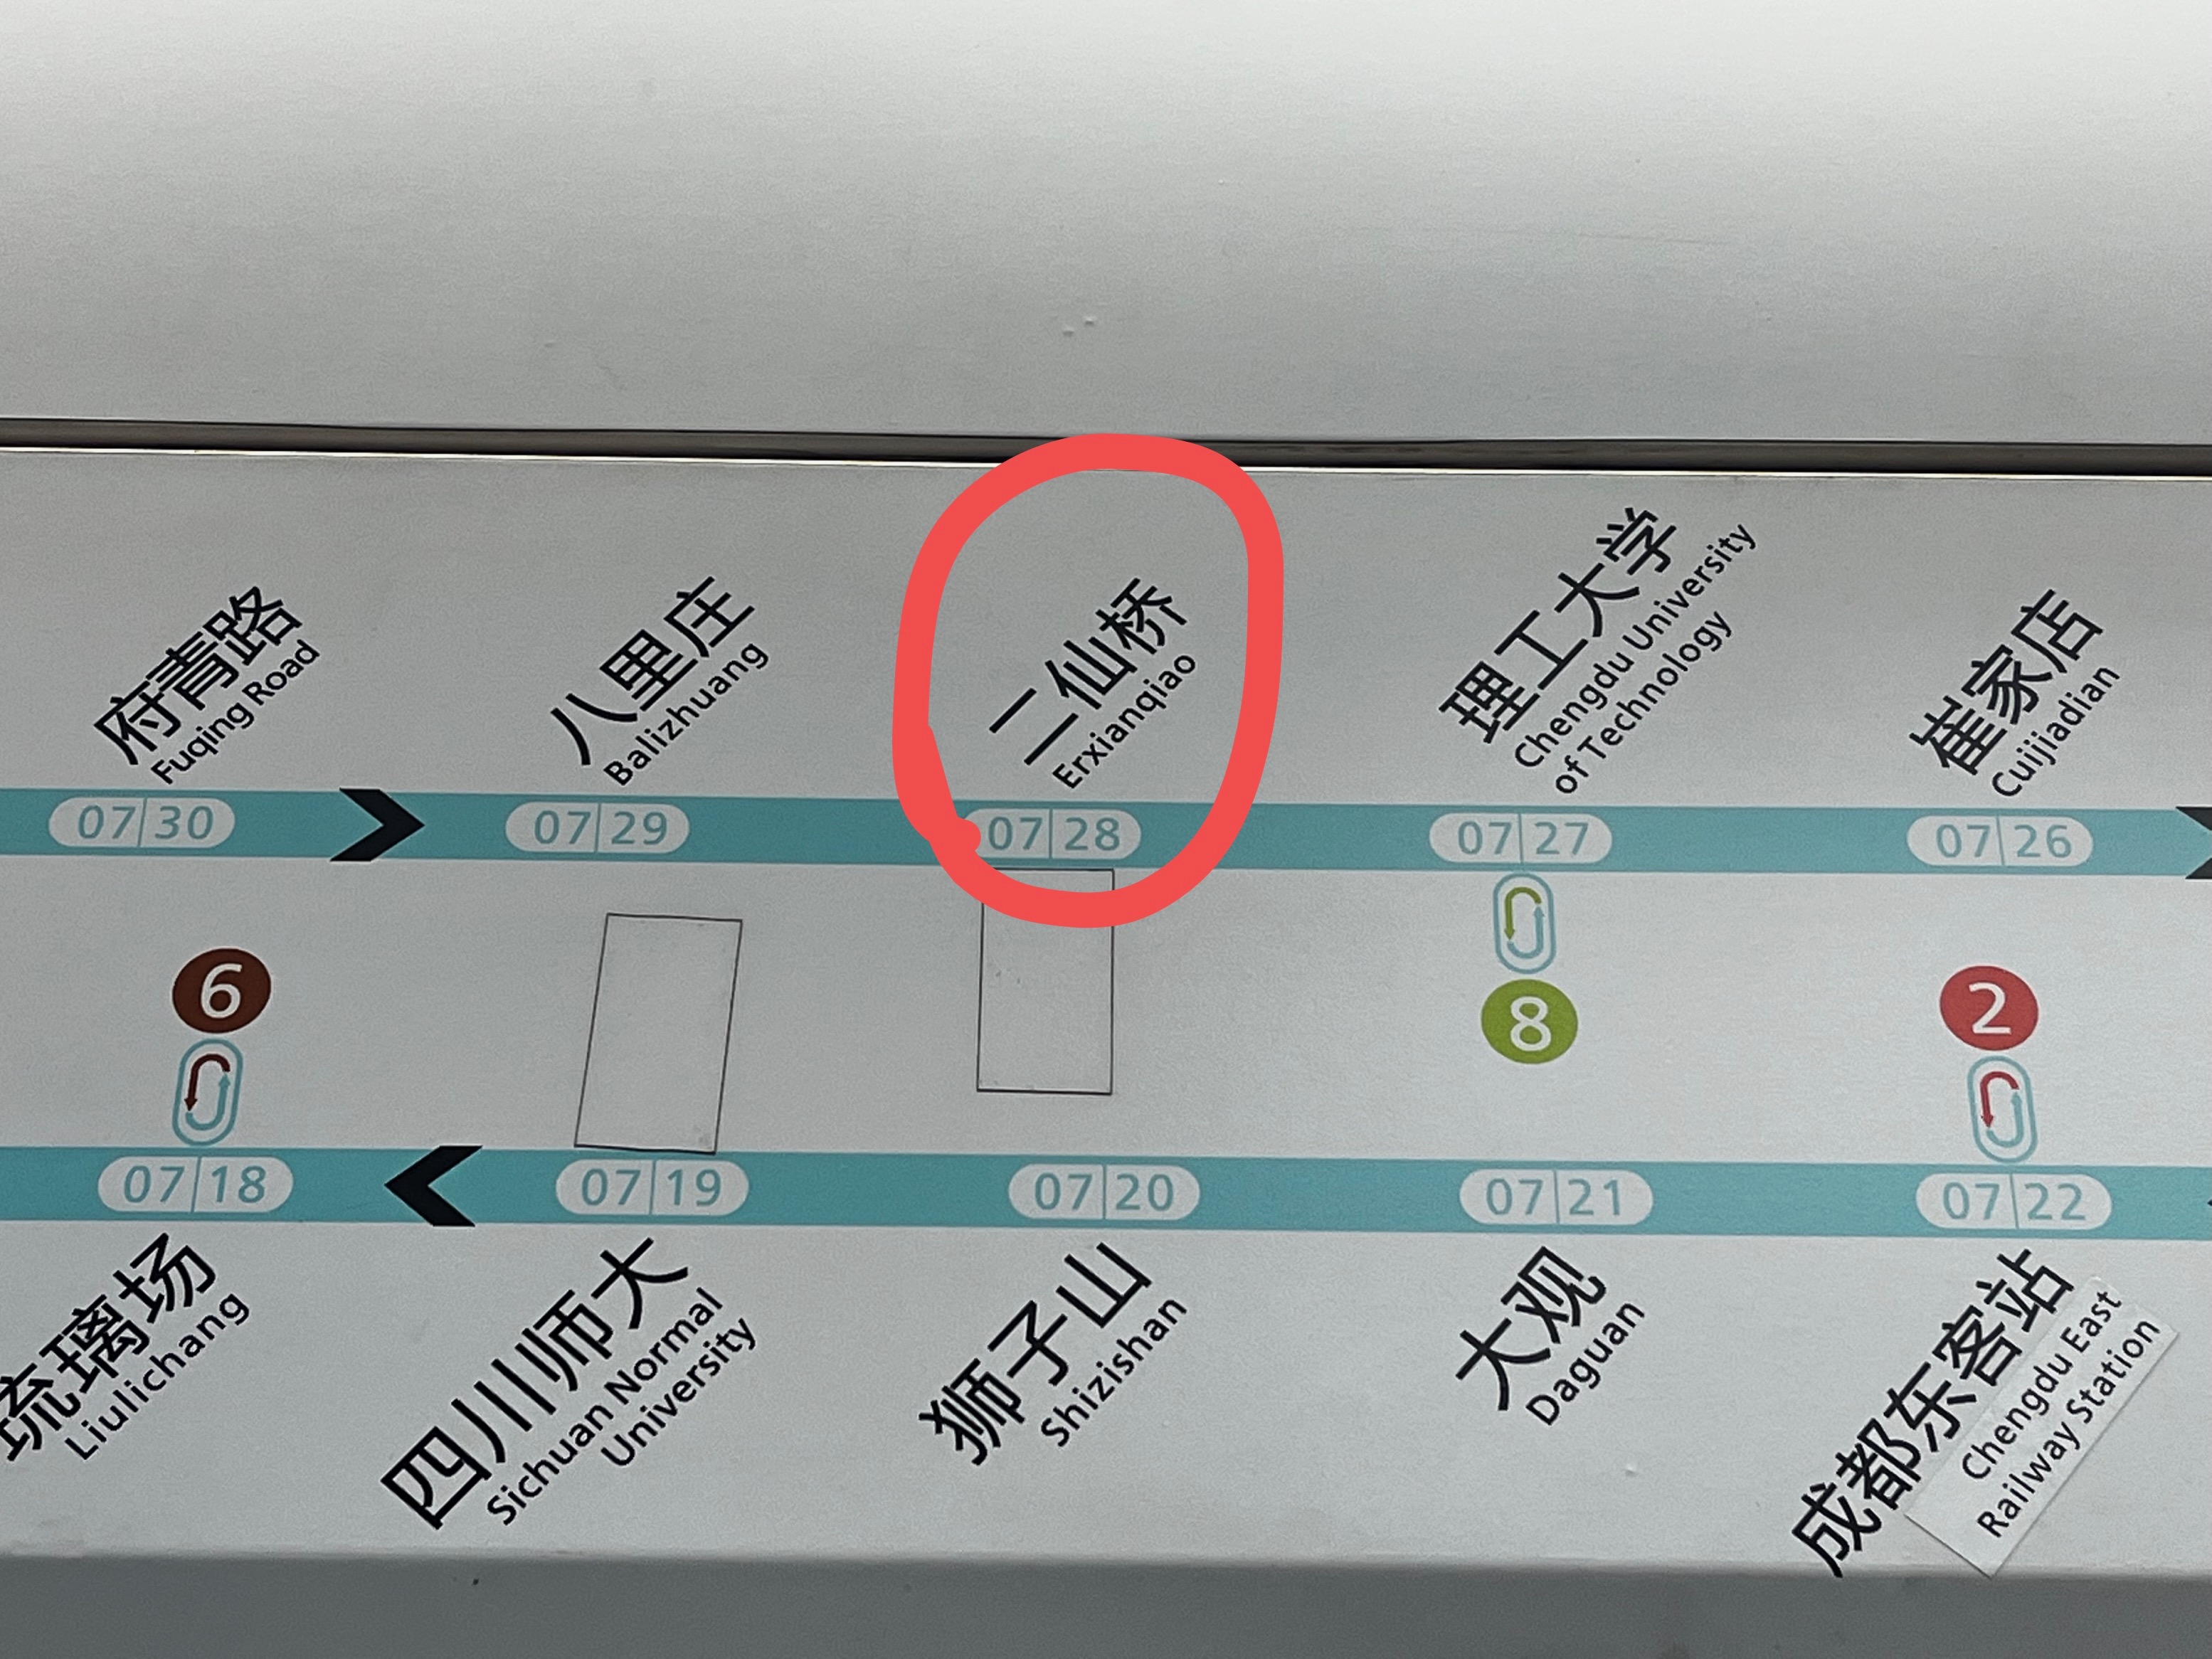 府青路
Fuqing Road
八里庄
Balizhuang
二仙桥
Erxianqiao
理工大学
Chengdu University
of Technology
崔家店
Cuijiadian
07 30
07 29
07 28
07 27
07 26
6
8
2
07 18
07 19
07 20
07 21
07 22
琉璃场
Liulichang
四川师大
Sichuan Normal
University
狮子山
Shizishan
大观
Daguan
成都东客站
Chengdu East
Railway Station